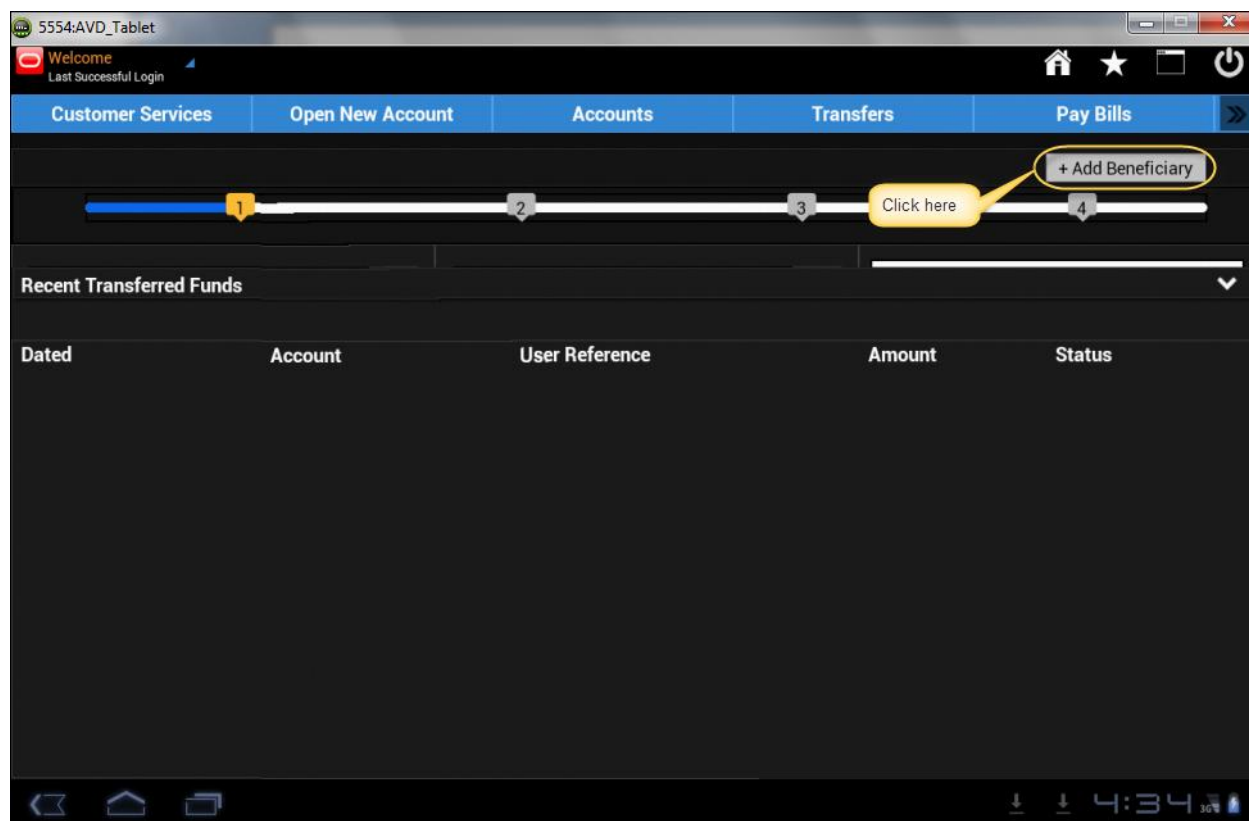 5554:AVD_Tablet
Welcome
Last Successful Login
Customer Services Open New Account Accounts Transfers Pay Bills
+ Add Beneficiary
1 2 3 Click here 4
Recent Transferred Funds
Dated Account User Reference Amount Status
4:34 3G